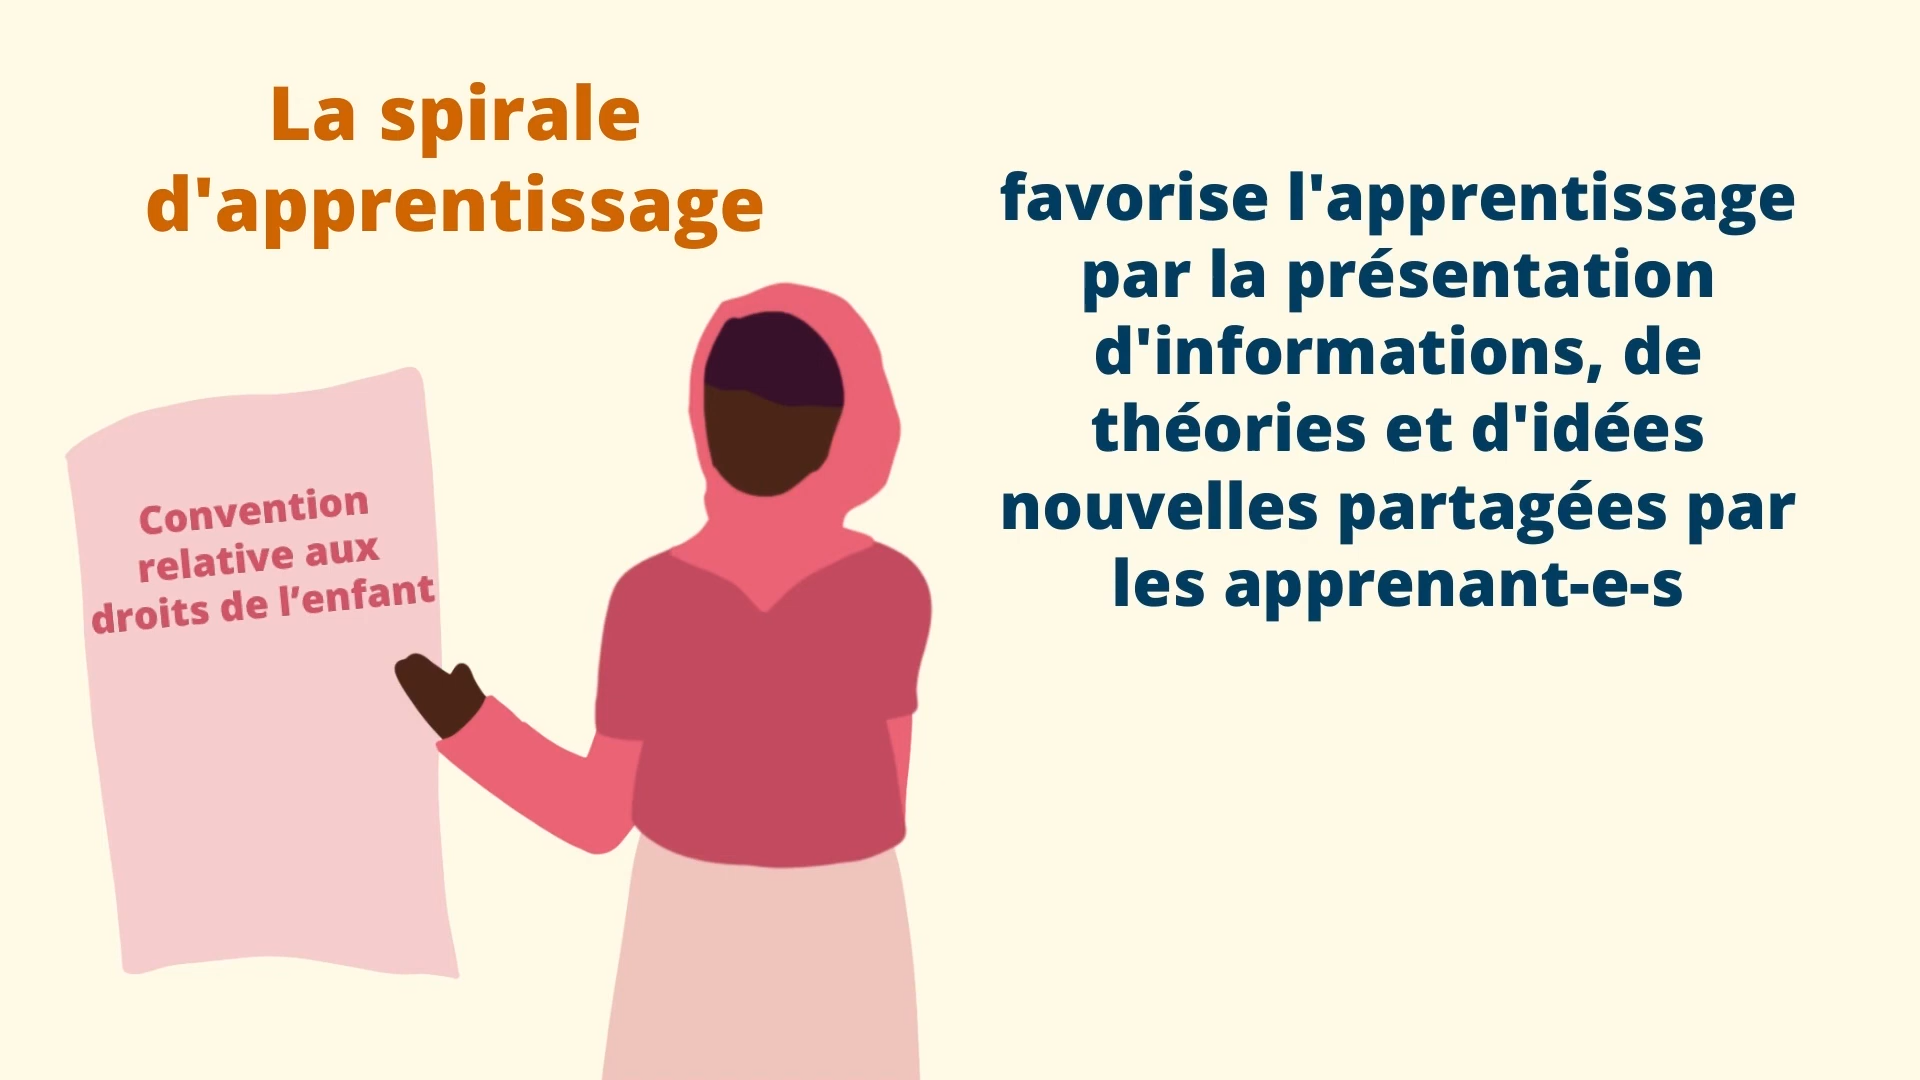 La spirale
d'apprentissage
favorise l'apprentissage
par la présentation
d'informations, de
théories et d'idées
nouvelles partagées par
les apprenant-e-s
Convention
relative aux
droits de l’enfant